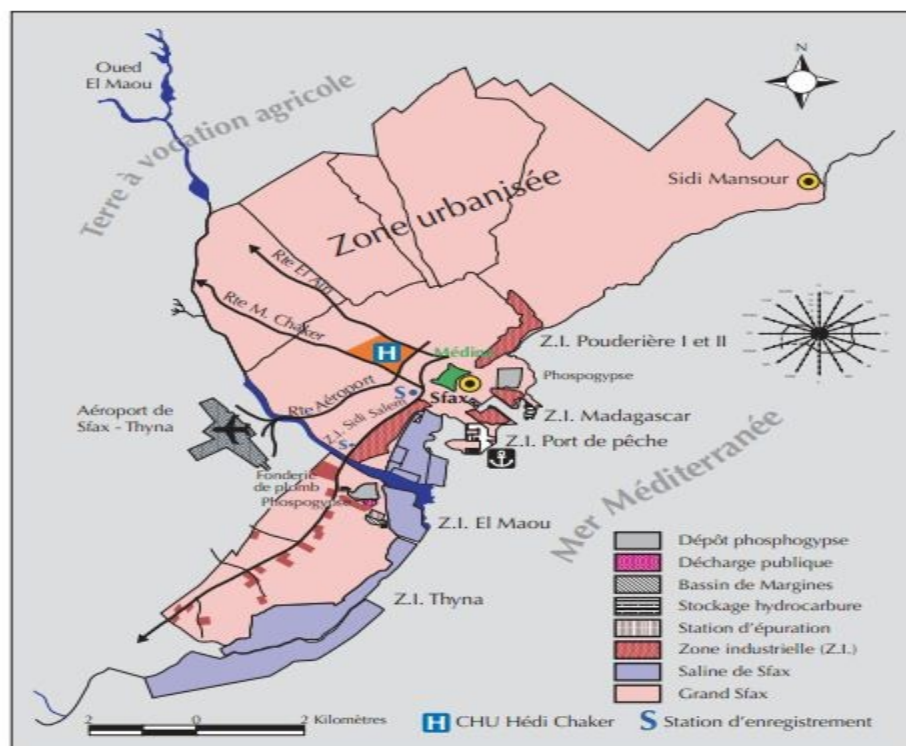 N
Oued
El Maou
Terre à vocation agricole
Zone urbanisée
Sidi Mansour
Rte El Ain
Rte M. Chaker
H
Médina
Z.I. Pouderière I et II
Phospogypse
Sfax
S
Rte Aéroport
Z.I. Madagascar
Aéroport de
Sfax - Thyna
Z.I. Sidi Salem
Z.I. Port de pêche
S
Fonderie
de plomb
Phospogypse
Mer Méditerranée
Z.I. El Maou
Z.I. Thyna
Dépôt phosphogypse
Décharge publique
Bassin de Margines
Stockage hydrocarbure
Station d'épuration
Zone industrielle (Z.I.)
Saline de Sfax
Grand Sfax
2 0 2 Kilomètres
H CHU Hédi Chaker
S Station d'enregistrement